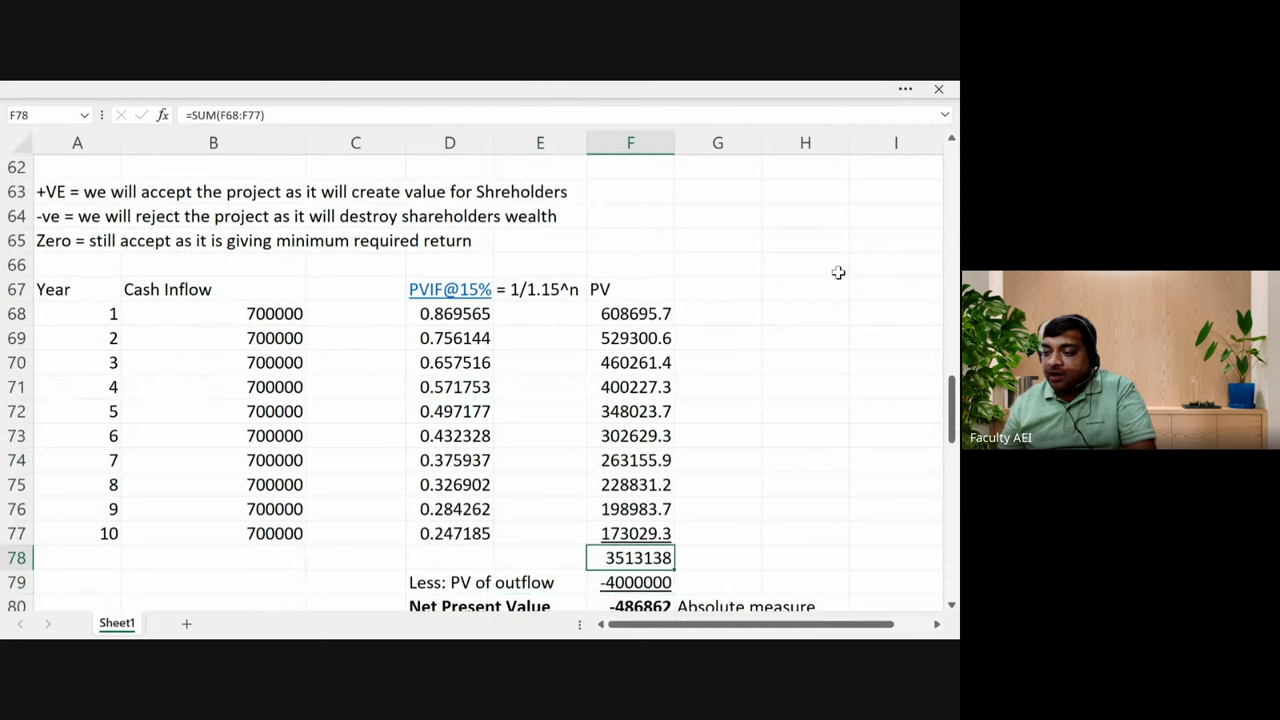 F78 fx =SUM(F68:F77)
A B C D E F G H I
62
63 +VE = we will accept the project as it will create value for Shreholders
64 -ve = we will reject the project as it will destroy shareholders wealth
65 Zero = still accept as it is giving minimum required return
66
67 Year Cash Inflow PVIF@15% = 1/1.15^n PV
68 1 700000 0.869565 608695.7
69 2 700000 0.756144 529300.6
70 3 700000 0.657516 460261.4
71 4 700000 0.571753 400227.3
72 5 700000 0.497177 348023.7
73 6 700000 0.432328 302629.3
74 7 700000 0.375937 263155.9
75 8 700000 0.326902 228831.2
76 9 700000 0.284262 198983.7
77 10 700000 0.247185 173029.3
78 3513138
79 Less: PV of outflow -4000000
80 Net Present Value -486862 Absolute measure
Sheet1
Faculty AEI